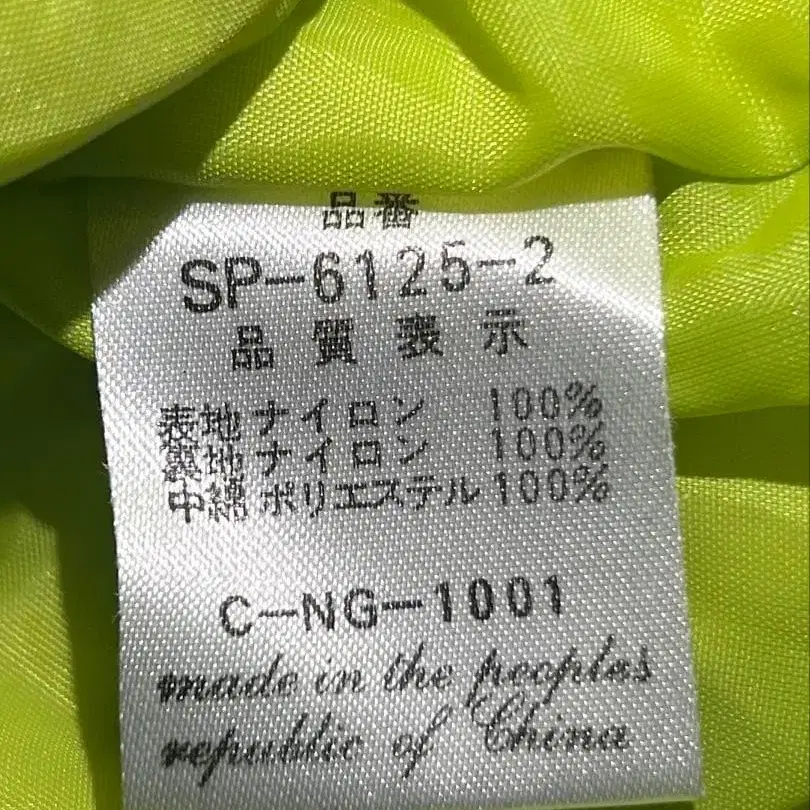 品番
SP-6125-2
品質表示
表地 ナイロン 100%
裏地 ナイロン 100%
中綿 ポリエステル 100%
C-NG-1001
made in the peoples
republic of China